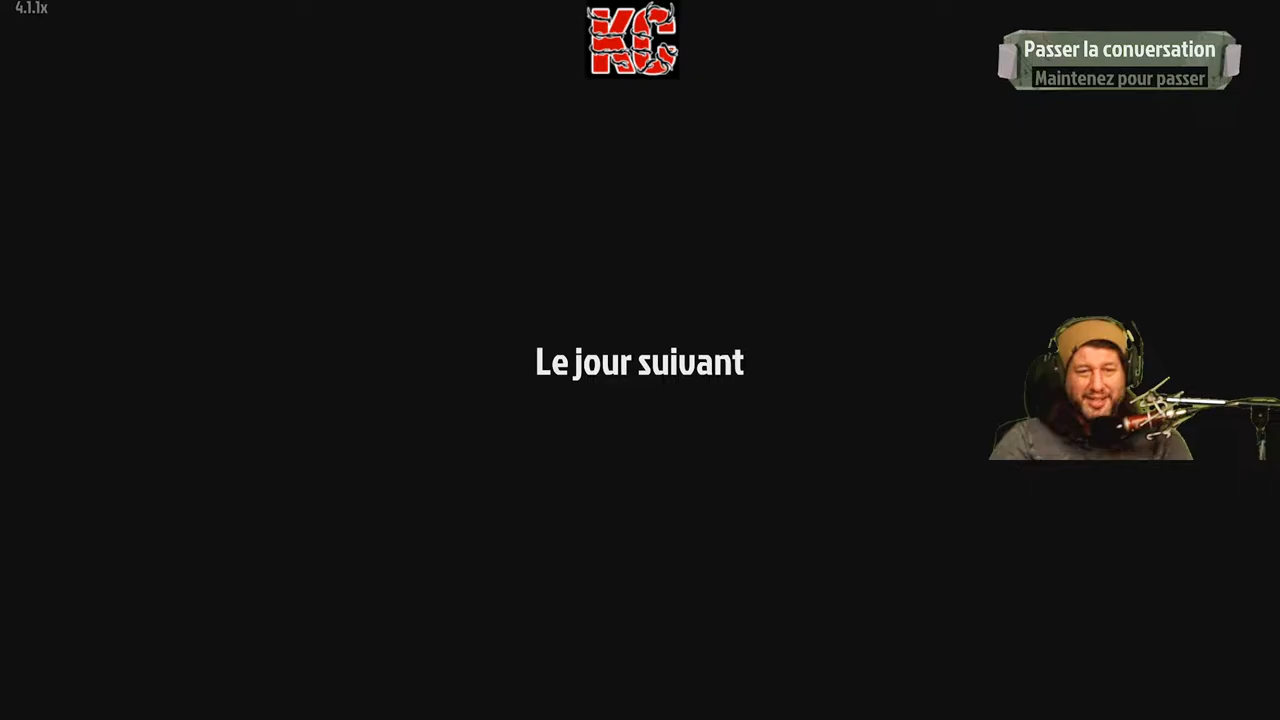 4.1.1x
KC
Passer la conversation
Maintenez pour passer
Le jour suivant